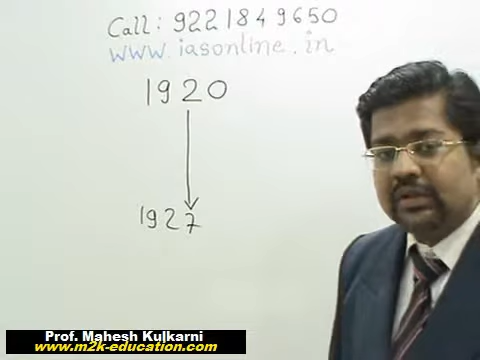 Call: 9221849650
www.iasonline.in
1920
1927
Prof. Mahesh Kulkarni
www.m2k-education.com